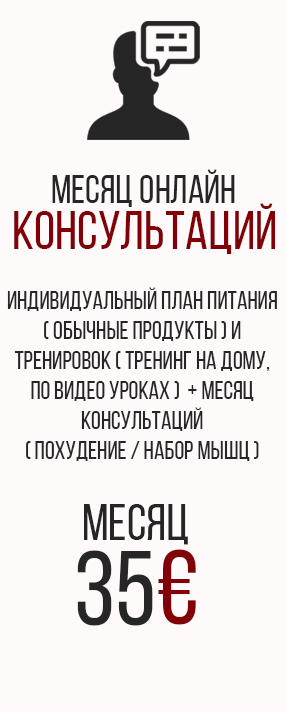 МЕСЯЦ ОНЛАЙН
КОНСУЛЬТАЦИЙ
ИНДИВИДУАЛЬНЫЙ ПЛАН ПИТАНИЯ
( ОБЫЧНЫЕ ПРОДУКТЫ ) И
ТРЕНИРОВОК ( ТРЕНИНГ НА ДОМУ,
ПО ВИДЕО УРОКАХ ) + МЕСЯЦ
КОНСУЛЬТАЦИЙ
( ПОХУДЕНИЕ / НАБОР МЫШЦ )
МЕСЯЦ
35€